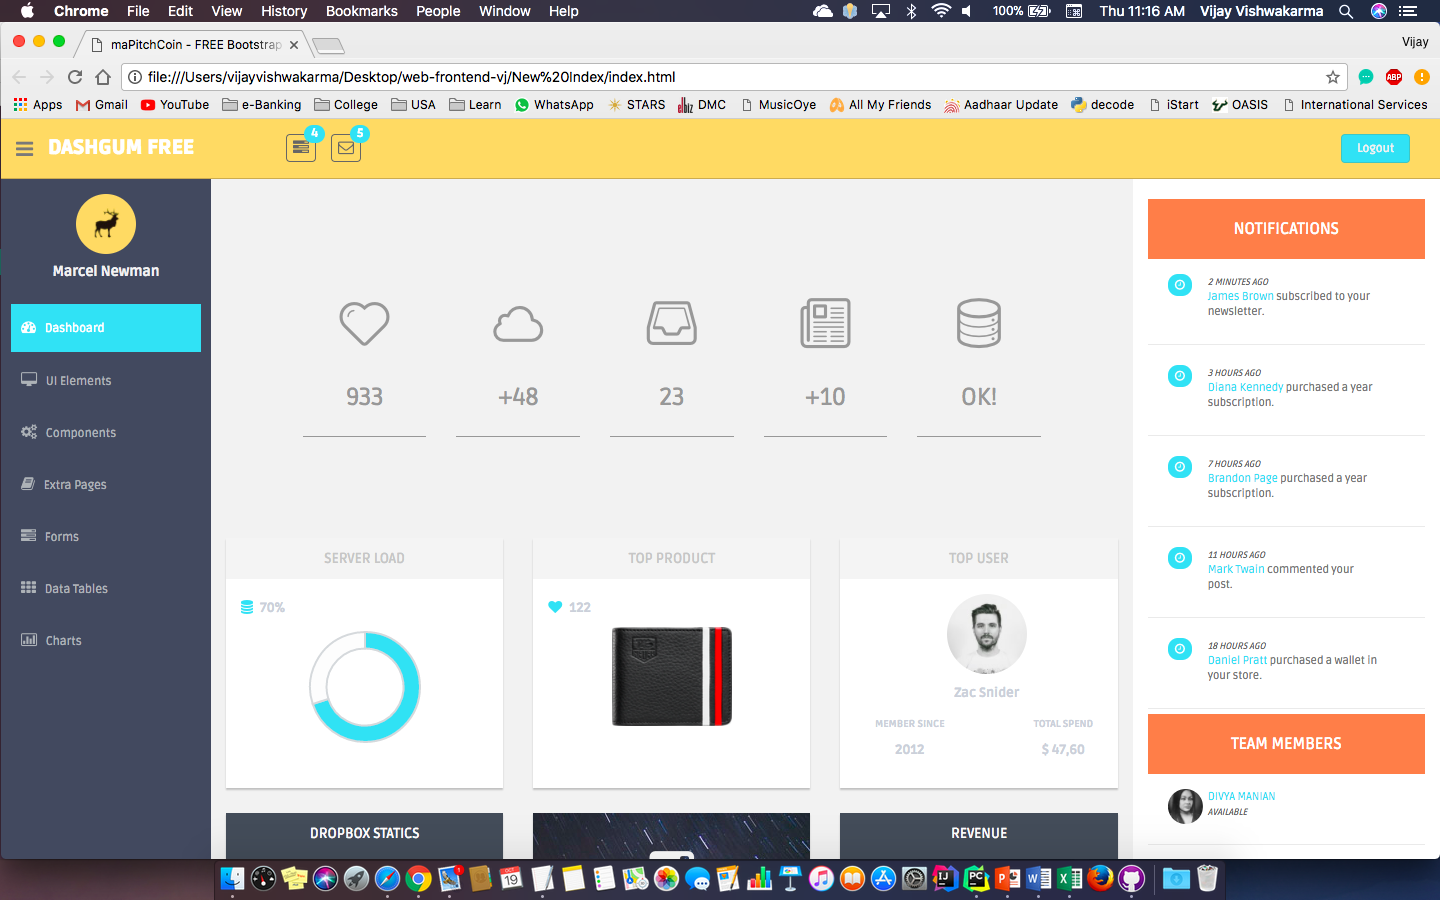 Chrome File Edit View History Bookmarks People Window Help 100% Thu 11:16 AM Vijay Vishwakarma
maPitchCoin - FREE Bootstrap
Vijay
file:///Users/vijayvishwakarma/Desktop/web-frontend-vj/New%20Index/index.html ABP
Apps Gmail YouTube e-Banking College USA Learn WhatsApp STARS DMC MusicOye All My Friends Aadhaar Update decode iStart OASIS International Services
DASHGUM FREE 4 5 Logout
Marcel Newman
Dashboard
UI Elements
Components
Extra Pages
Forms
Data Tables
Charts
933 +48 23 +10 OK!
SERVER LOAD
70%
TOP PRODUCT
122
TOP USER
Zac Snider
MEMBER SINCE TOTAL SPEND
2012 $ 47,60
DROPBOX STATICS
REVENUE
NOTIFICATIONS
2 MINUTES AGO
James Brown subscribed to your
newsletter.
3 HOURS AGO
Diana Kennedy purchased a year
subscription.
7 HOURS AGO
Brandon Page purchased a year
subscription.
11 HOURS AGO
Mark Twain commented your
post.
18 HOURS AGO
Daniel Pratt purchased a wallet in
your store.
TEAM MEMBERS
DIVYA MANIAN
AVAILABLE
OCT
19
IJ PC P W X